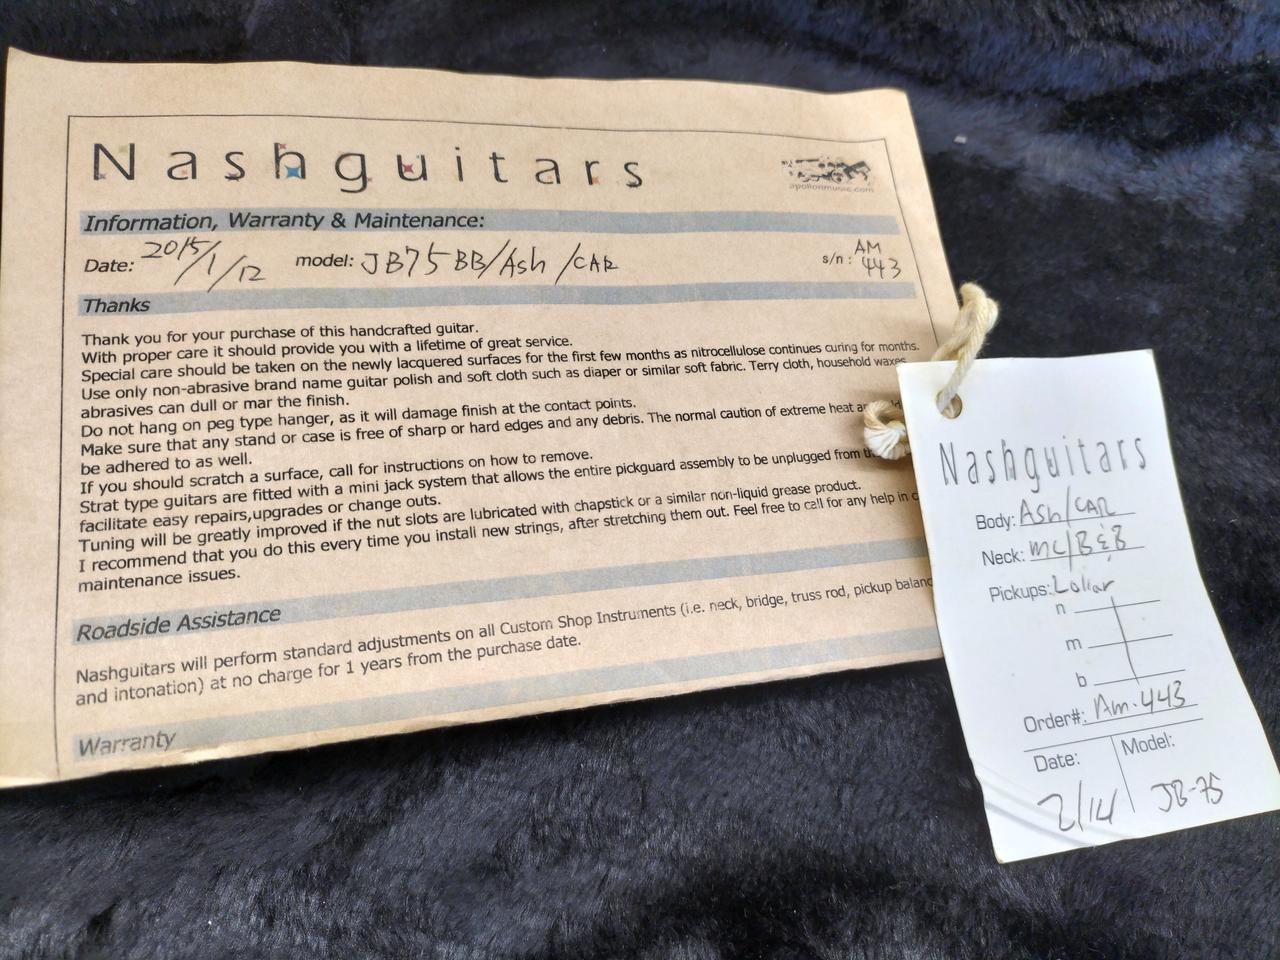 Nashguitars
apollonmusic.com
Information, Warranty & Maintenance:
Date: 2015/1/12 model: JB75 BB/Ash /CAR s/n: AM 443
Thanks
Thank you for your purchase of this handcrafted guitar.
With proper care it should provide you with a lifetime of great service.
Special care should be taken on the newly lacquered surfaces for the first few months as nitrocellulose continues curing for months.
Use only non-abrasive brand name guitar polish and soft cloth such as diaper or similar soft fabric. Terry cloth, household waxes
abrasives can dull or mar the finish.
Do not hang on peg type hanger, as it will damage finish at the contact points.
Make sure that any stand or case is free of sharp or hard edges and any debris. The normal caution of extreme heat
be adhered to as well.
If you should scratch a surface, call for instructions on how to remove.
Strat type guitars are fitted with a mini jack system that allows the entire pickguard assembly to be unplugged from
facilitate easy repairs,upgrades or change outs.
Tuning will be greatly improved if the nut slots are lubricated with chapstick or a similar non-liquid grease product.
I recommend that you do this every time you install new strings, after stretching them out. Feel free to call for any help in
maintenance issues.
Roadside Assistance
Nashguitars will perform standard adjustments on all Custom Shop Instruments (i.e. neck, bridge, truss rod, pickup
and intonation) at no charge for 1 years from the purchase date.
Warranty
Nashguitars
Body: Ash/CAR
Neck: MC/B&B
Pickups: Lollar
n
m
b
Order#: Am-443
Date: Model:
2/14 JB-75